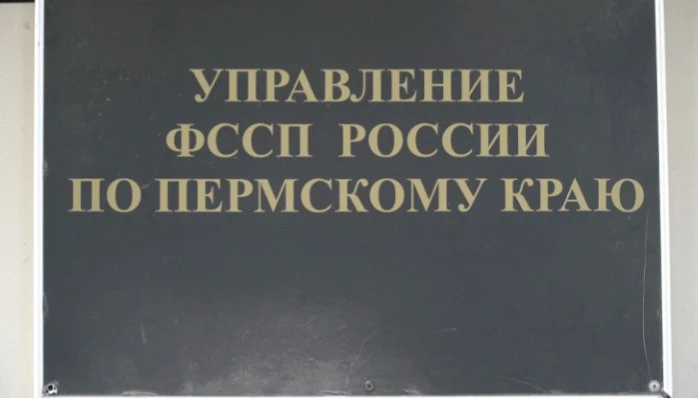 УПРАВЛЕНИЕ
ФССП РОССИИ
ПО ПЕРМСКОМУ КРАЮ